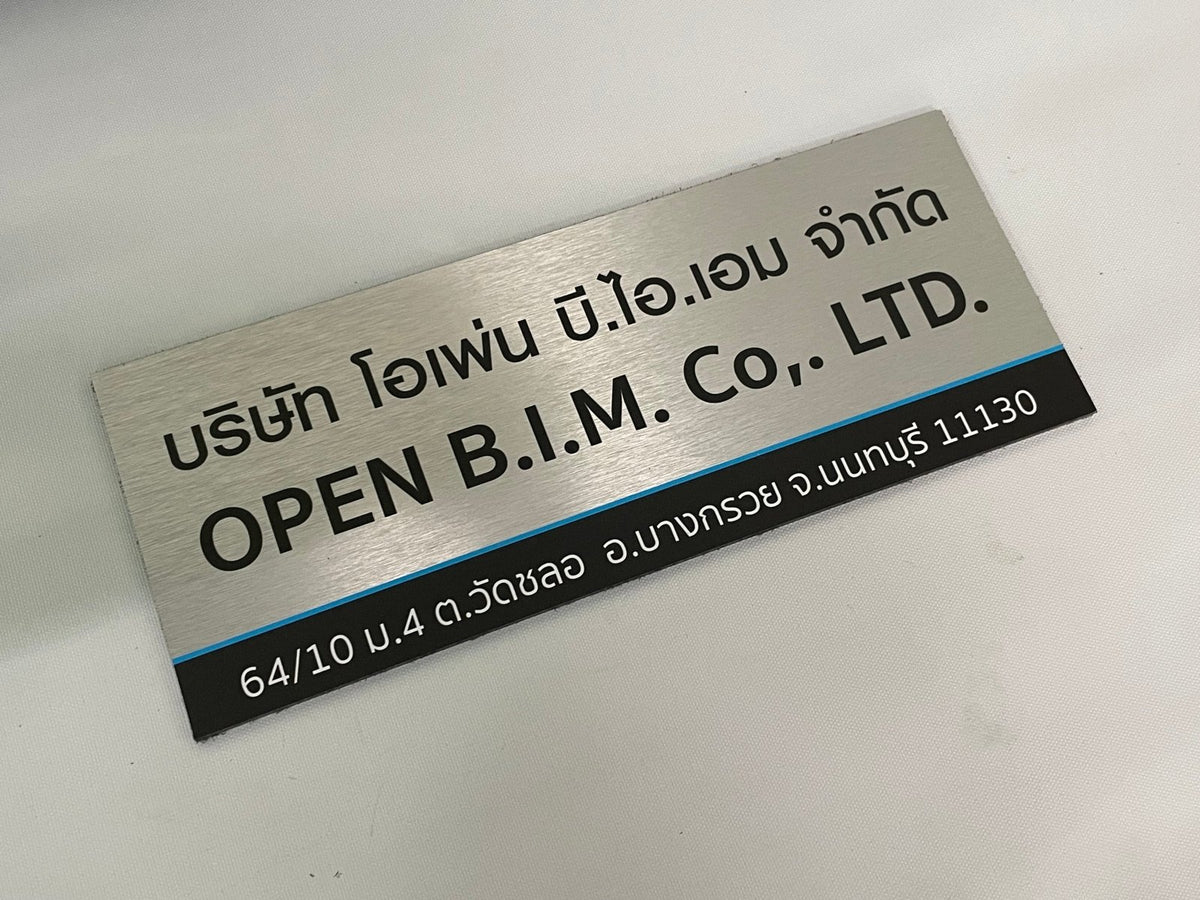 บริษัท โอเพ่น บี.ไอ.เอม จำกัด
OPEN B.I.M. Co,. LTD.
64/10 ม.4 ต.วัดชลอ อ.บางกรวย จ.นนทบุรี 11130